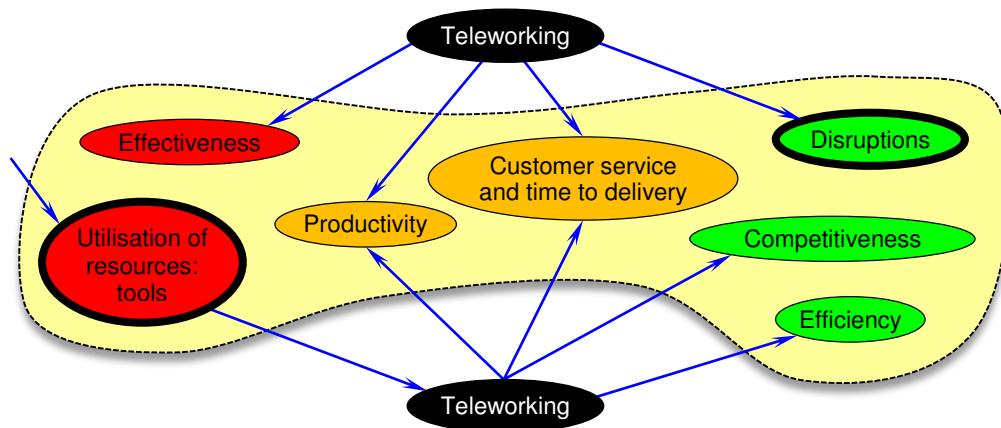 Teleworking
Effectiveness
Disruptions
Customer service
and time to delivery
Productivity
Utilisation of
resources:
tools
Competitiveness
Efficiency
Teleworking